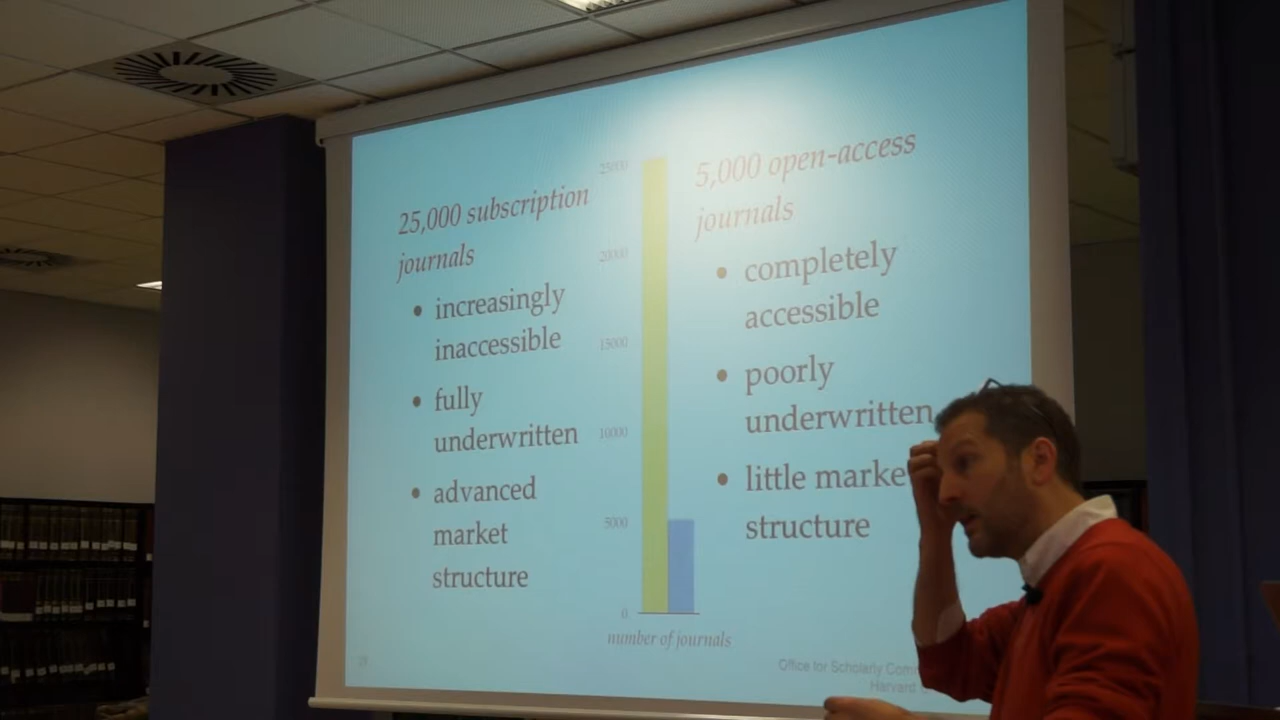 25,000 subscription
journals
• increasingly
inaccessible
• fully
underwritten
• advanced
market
structure
25000
20000
15000
10000
5000
0
number of journals
5,000 open-access
journals
• completely
accessible
• poorly
underwritten
• little marke
structure
Office for Scholarly Com
Harvard